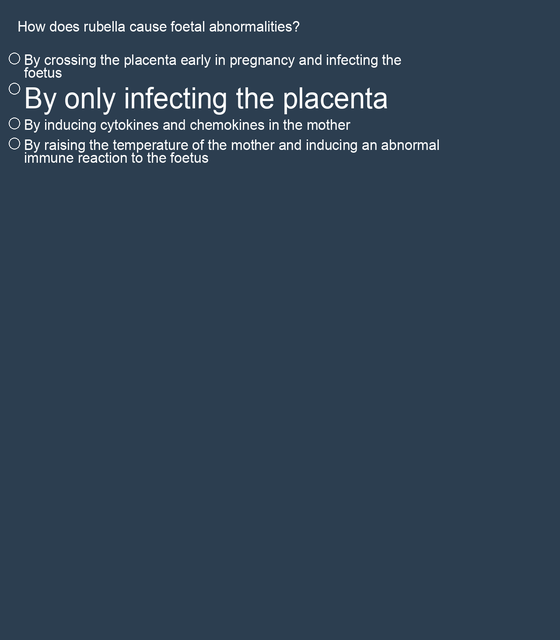 How does rubella cause foetal abnormalities?
By crossing the placenta early in pregnancy and infecting the
foetus
By only infecting the placenta
By inducing cytokines and chemokines in the mother
By raising the temperature of the mother and inducing an abnormal
immune reaction to the foetus